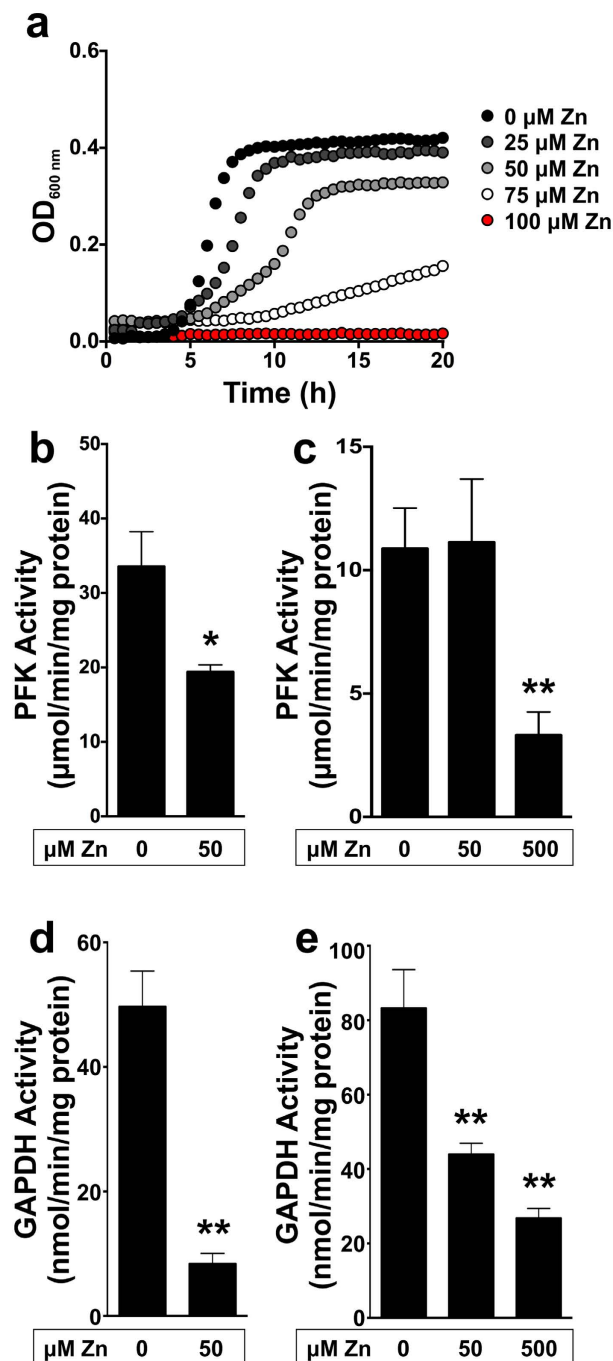 a
0.6
0.4
0.2
0.0
OD600 nm
0 5 10 15 20
Time (h)
0 µM Zn
25 µM Zn
50 µM Zn
75 µM Zn
100 µM Zn
b
PFK Activity
(µmol/min/mg protein)
50
40
30
20
10
0
*
µM Zn 0 50
c
PFK Activity
(µmol/min/mg protein)
15
10
5
0
**
µM Zn 0 50 500
d
GAPDH Activity
(nmol/min/mg protein)
60
40
20
0
**
µM Zn 0 50
e
GAPDH Activity
(nmol/min/mg protein)
100
80
60
40
20
0
**
**
µM Zn 0 50 500